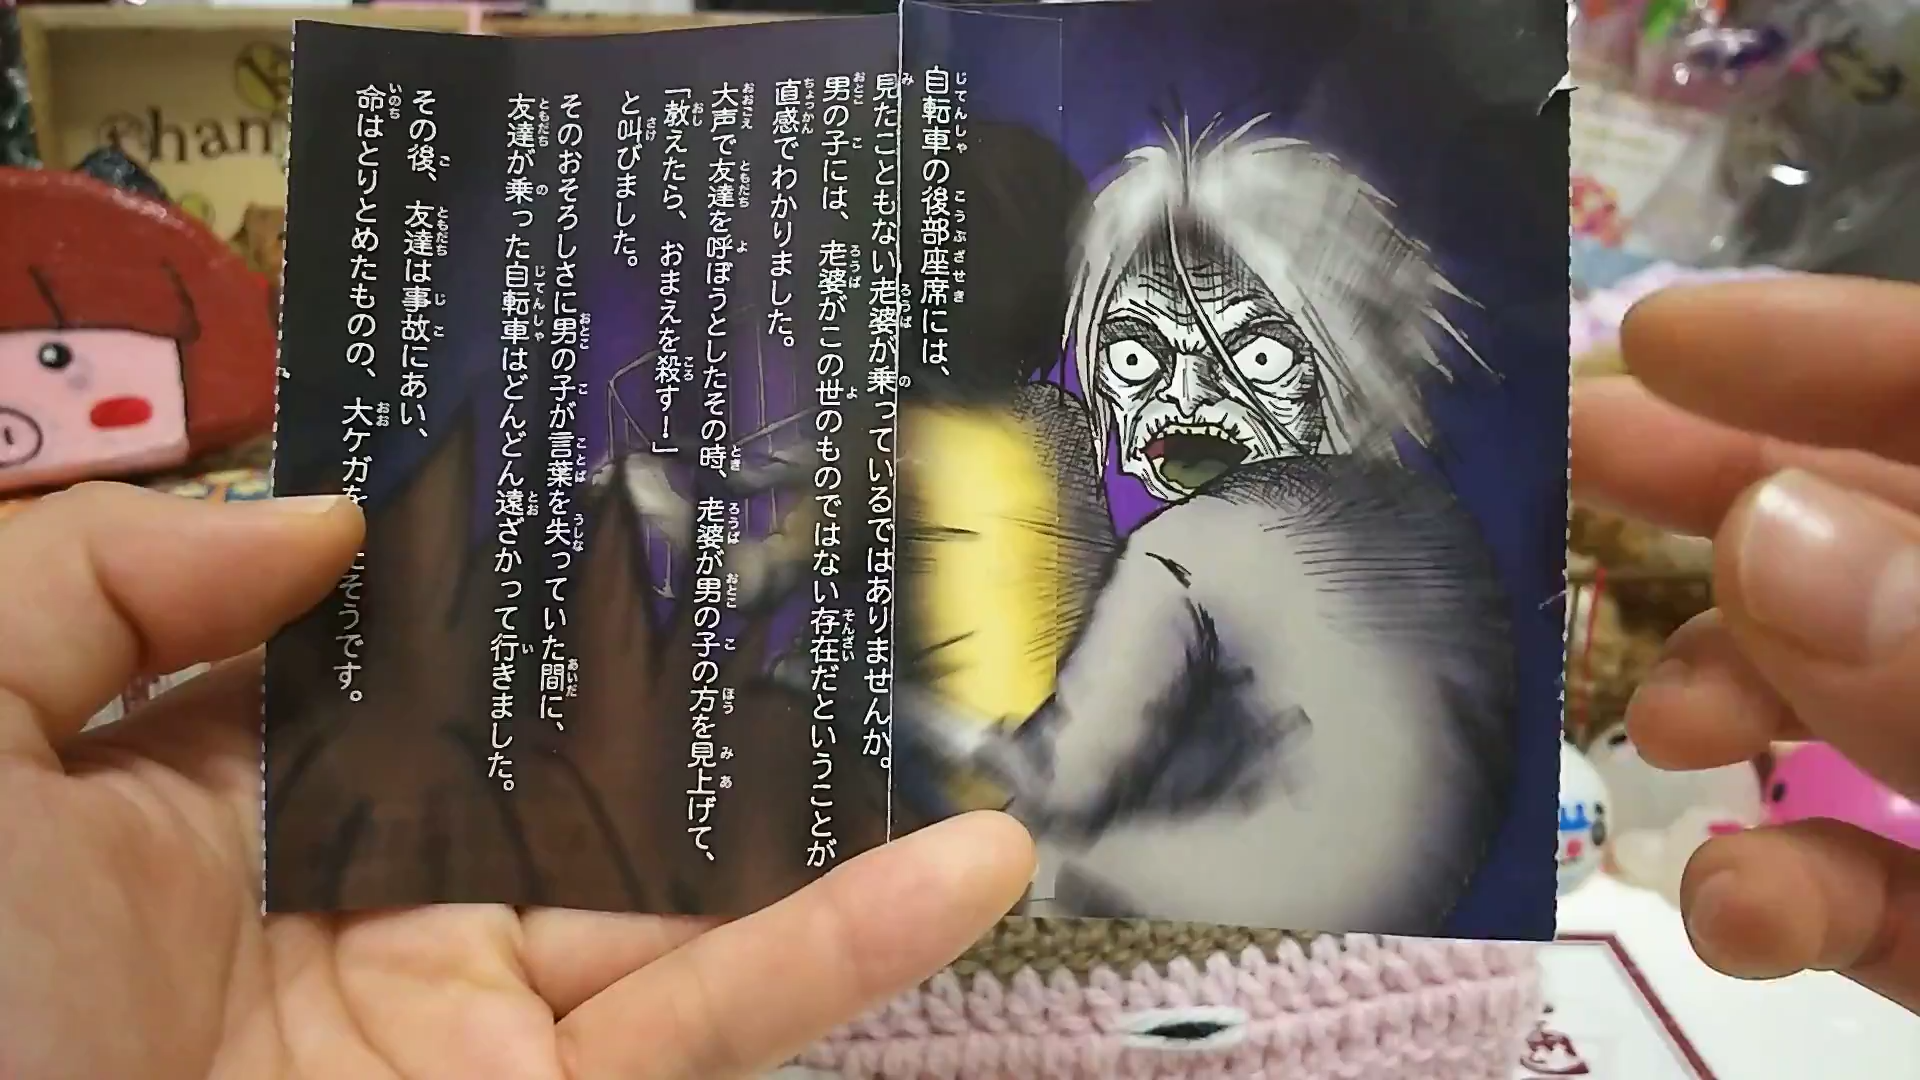 自転車の後部座席には、
見たこともない老婆が乗っているではありませんか。
男の子には、老婆がこの世のものではない存在だということが
直感でわかりました。
大声で友達を呼ぼうとしたその時、老婆が男の子の方を見上げて、
「教えたら、おまえを殺す!」
と叫びました。
そのおそろしさに男の子が言葉を失っていた間に、
友達が乗った自転車はどんどん遠ざかって行きました。
その後、友達は事故にあい、
命はとりとめたものの、大ケガを そうです。